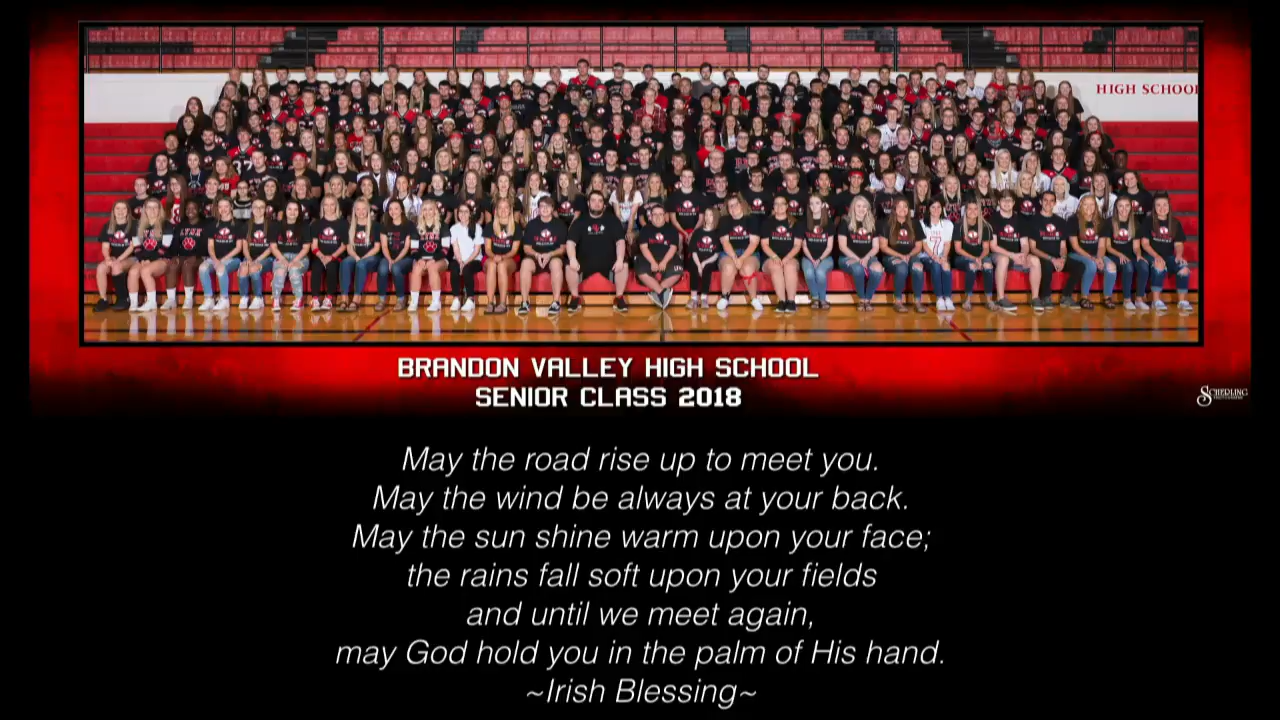 HIGH SCHOOL
BRANDON VALLEY HIGH SCHOOL
SENIOR CLASS 2018
SCHERLING
May the road rise up to meet you.
May the wind be always at your back.
May the sun shine warm upon your face;
the rains fall soft upon your fields
and until we meet again,
may God hold you in the palm of His hand.
~Irish Blessing~